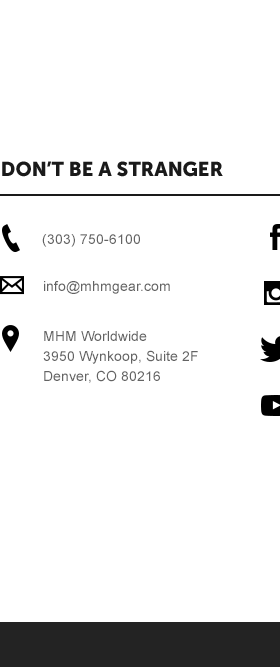 DON'T BE A STRANGER
(303) 750-6100
info@mhmgear.com
MHM Worldwide
3950 Wynkoop, Suite 2F
Denver, CO 80216